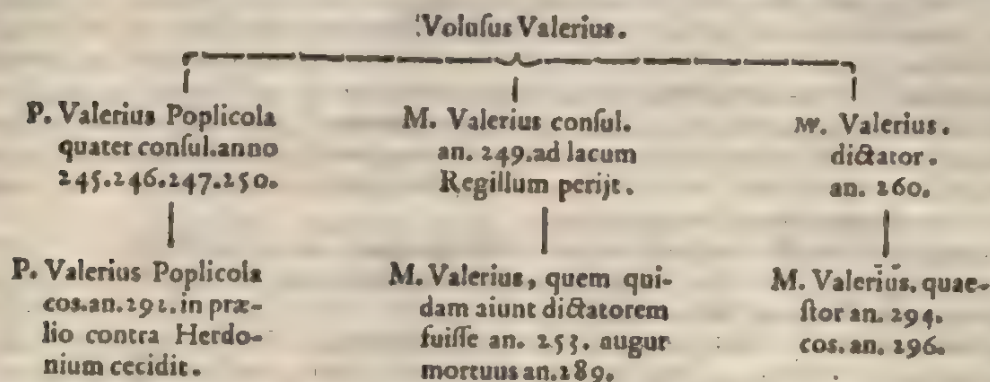 Voluſus Valerius.
P. Valerius Poplicola
quater conſul.anno
245.246.247.250.
M. Valerius conſul.
an. 249.ad lacum
Regillum perijt.
M. Valerius.
dictator.
an. 260.
P. Valerius Poplicola
cos.an.292.in præ-
lio contra Herdo-
nium cecidit.
M. Valerius, quem qui-
dam aiunt dictatorem
fuiſſe an. 253. augur
mortuus an.289.
M. Valerius. quae-
ſtor an. 294.
cos. an. 296.